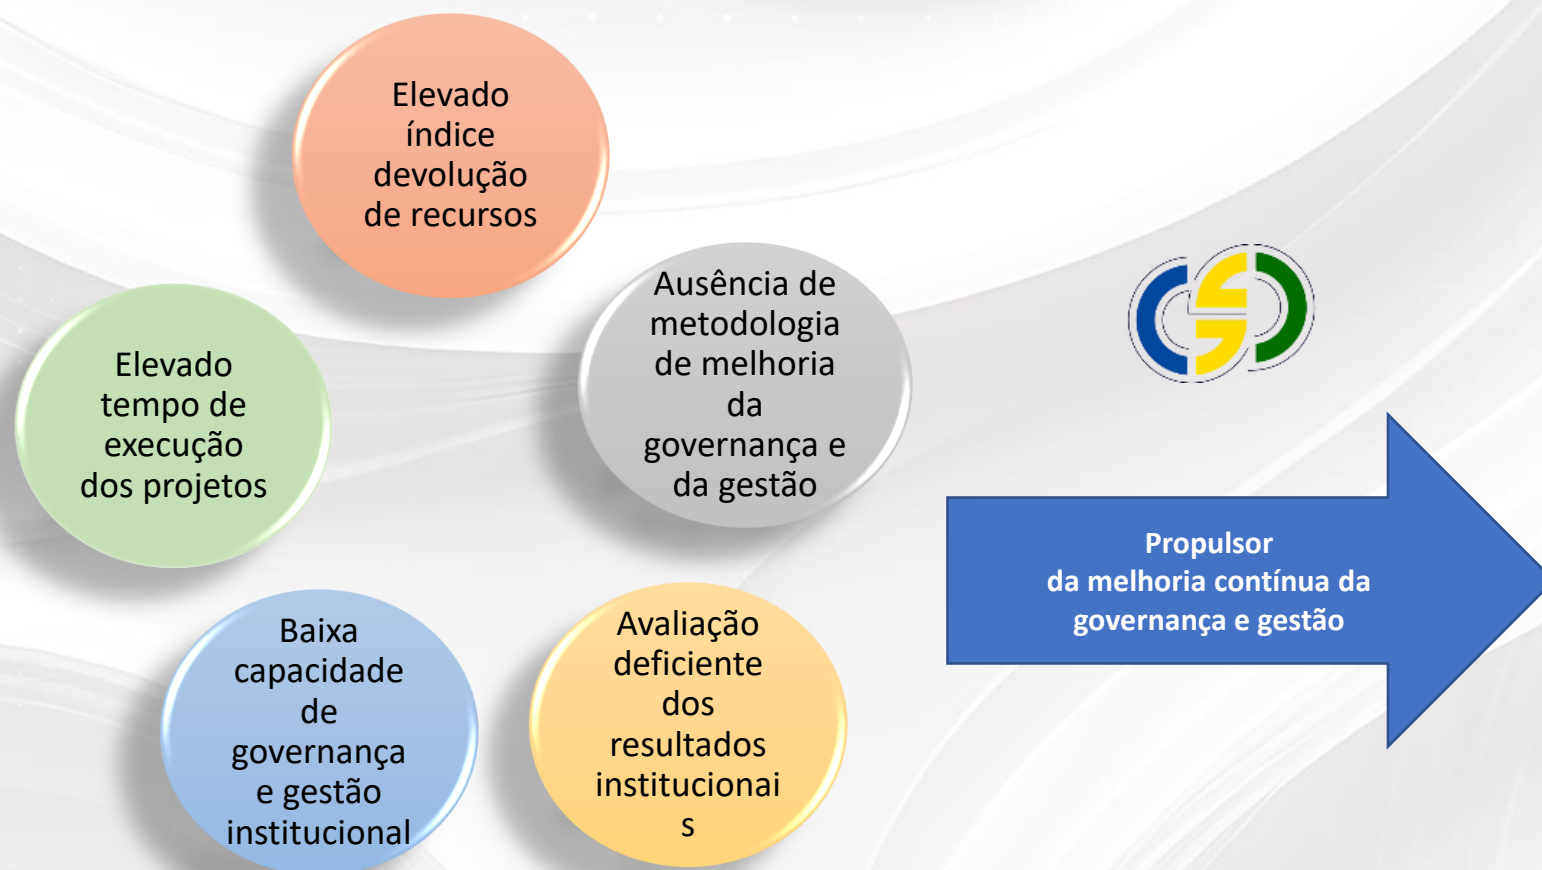 Elevado
índice
devolução
de recursos
Ausência de
metodologia
de melhoria
da
governança e
da gestão
Elevado
tempo de
execução
dos projetos
Baixa
capacidade
de
governança
e gestão
institucional
Avaliação
deficiente
dos
resultados
institucionai
s
Propulsor
da melhoria contínua da
governança e gestão